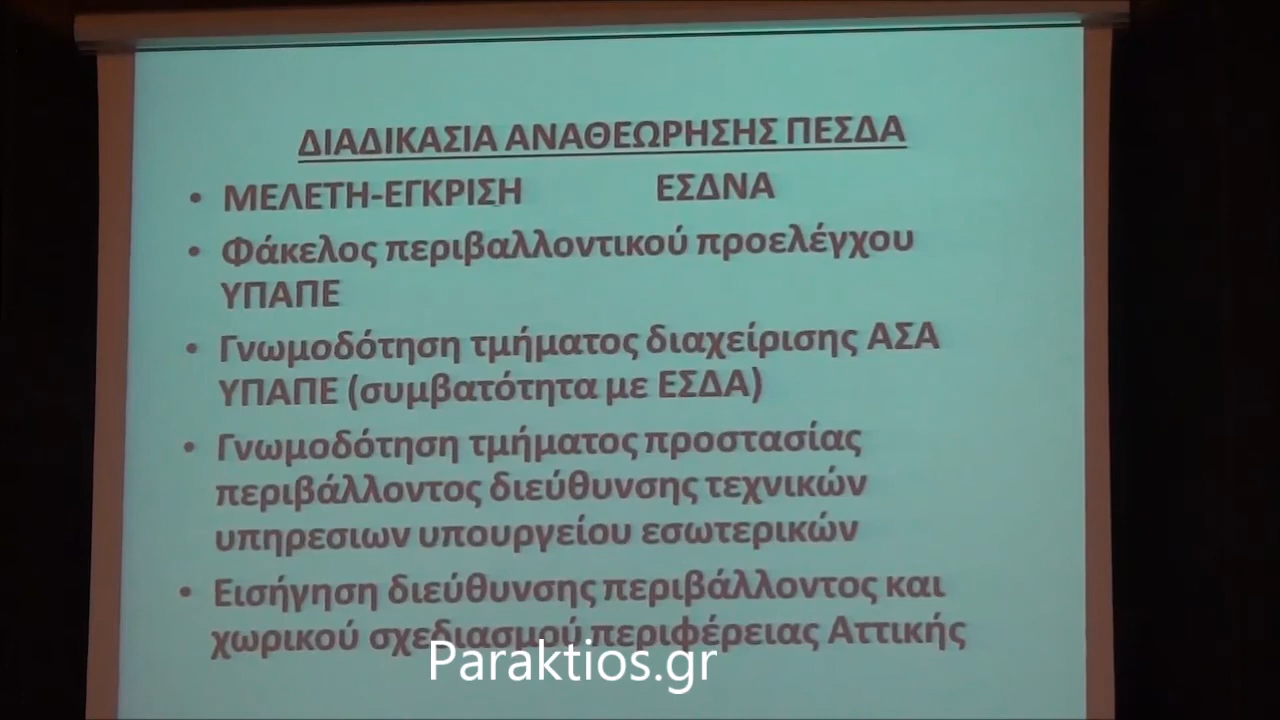 ΔΙΑΔΙΚΑΣΙΑ ΑΝΑΘΕΩΡΗΣΗΣ ΠΕΣΔΑ
• ΜΕΛΕΤΗ-ΕΓΚΡΙΣΗ ΕΣΔΝΑ
• Φάκελος περιβαλλοντικού προελέγχου
ΥΠΑΠΕ
• Γνωμοδότηση τμήματος διαχείρισης ΑΣΑ
ΥΠΑΠΕ (συμβατότητα με ΕΣΔΑ)
• Γνωμοδότηση τμήματος προστασίας
περιβάλλοντος διεύθυνσης τεχνικών
υπηρεσιων υπουργείου εσωτερικών
• Εισήγηση διεύθυνσης περιβάλλοντος και
χωρικού σχεδιασμού περιφέρειας Αττικής
Paraktios.gr